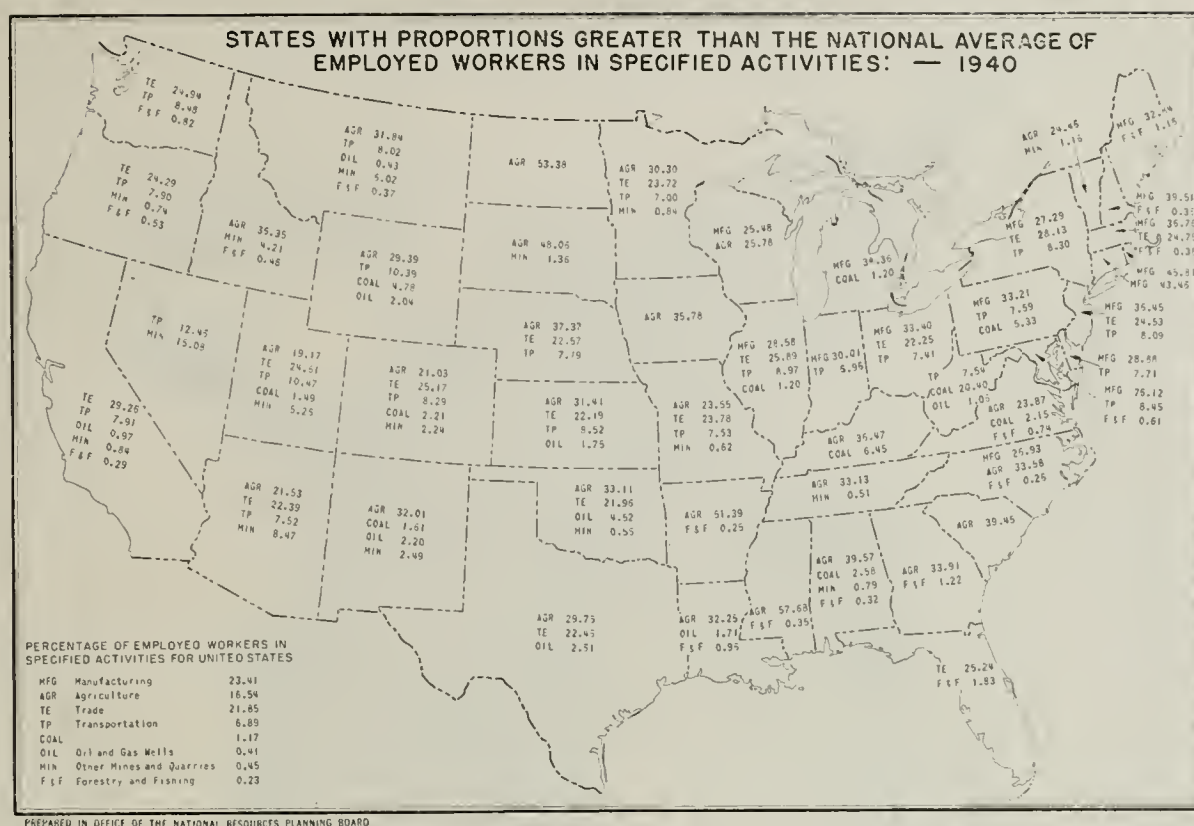 STATES WITH PROPORTIONS GREATER THAN THE NATIONAL AVERAGE OF
EMPLOYED WORKERS IN SPECIFIED ACTIVITIES: — 1940
TE 24.94
TP 8.48
F&F 0.82
TE 24.29
TP 7.90
MIN 0.74
F&F 0.53
AGR 35.35
MIN 4.21
F&F 0.48
AGR 31.84
TP 8.02
OIL 0.43
MIN 5.02
F&F 0.37
AGR 53.38
AGR 30.30
TE 23.72
TP 7.00
MIN 0.84
MFG 25.48
AGR 25.78
AGR 48.06
MIN 1.36
AGR 29.39
TP 10.39
COAL 4.78
OIL 2.04
AGR 37.37
TE 22.57
TP 7.19
AGR 35.78
MFG
COAL 1.20
AGR 24.45
MIN 1.16
MFG
F&F 1.15
MFG 39.51
F&F
MFG
TE 24.75
F&F
MFG 45.81
MFG 43.46
MFG 27.29
TE 28.13
TP 8.30
MFG 33.21
TP 7.59
COAL 5.33
MFG 35.45
TE 24.53
TP 8.09
MFG
TP 7.71
MFG
TP 8.45
F&F 0.61
TP 12.45
MIN 15.09
AGR 19.17
TE 24.61
TP 10.47
COAL 1.49
MIN 5.25
AGR 21.03
TE 25.17
TP 8.29
COAL 2.21
MIN 2.24
AGR 31.41
TE 22.19
TP 8.52
OIL 1.75
AGR 23.55
TE 23.78
TP 7.53
MIN 0.62
MFG 28.58
TE 25.89
TP 8.97
COAL 1.20
MFG 30.01
TP 5.95
MFG 33.40
TE 22.25
TP 7.41
TP 7.54
COAL 20.40
OIL
AGR 23.87
COAL 2.15
F&F 0.74
AGR 35.47
COAL 6.45
MFG 25.93
AGR 33.58
F&F 0.25
AGR 33.13
MIN 0.51
TE 29.26
TP 7.91
OIL 0.97
MIN 0.84
F&F 0.29
AGR 21.53
TE 22.39
TP 7.52
MIN 8.47
AGR 32.01
COAL 1.61
OIL 2.20
MIN 2.49
AGR 33.11
TE 21.95
OIL 4.52
MIN 0.55
AGR 51.39
F&F 0.25
AGR 39.45
AGR 39.57
COAL 2.58
MIN 0.79
F&F 0.32
AGR 33.91
F&F 1.22
AGR 29.75
TE 22.45
OIL 2.51
AGR 32.25
OIL 1.71
F&F 0.95
AGR 57.68
F&F 0.35
TE 25.24
F&F 1.83
PERCENTAGE OF EMPLOYED WORKERS IN
SPECIFIED ACTIVITIES FOR UNITED STATES
MFG Manufacturing 23.41
AGR Agriculture 16.54
TE Trade 21.85
TP Transportation 6.89
COAL 1.17
OIL Oil and Gas Wells 0.41
MIN Other Mines and Quarries 0.45
F&F Forestry and Fishing 0.23
PREPARED IN OFFICE OF THE NATIONAL RESOURCES PLANNING BOARD